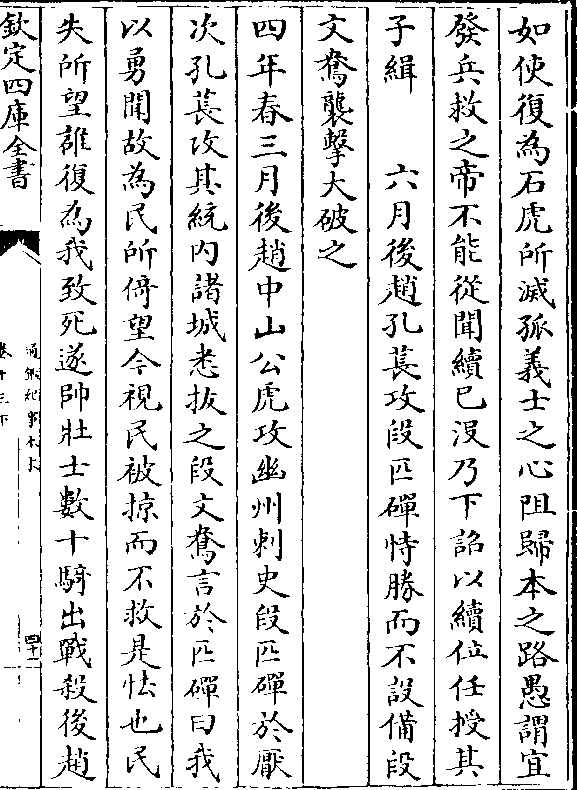 如使復為石虎所滅孤義士之心阻歸本之路愚謂宜
發兵救之帝不能從聞續已没乃下詔以續位任授其
子緝　　六月後趙孔萇攻段匹磾恃勝而不設備段
文鴦襲擊大破之
四年春三月後趙中山公虎攻幽州刺史段匹磾於厭
次孔萇攻其統内諸城悉拔之段文鴦言於匹磾曰我
以勇聞故為民所倚望今視民被掠而不救是怯也民
失所望誰復為我致死遂帥壯士數十騎出戰殺後趙
欽定四庫全書
通鑑紀事本末
卷十三下
四十二